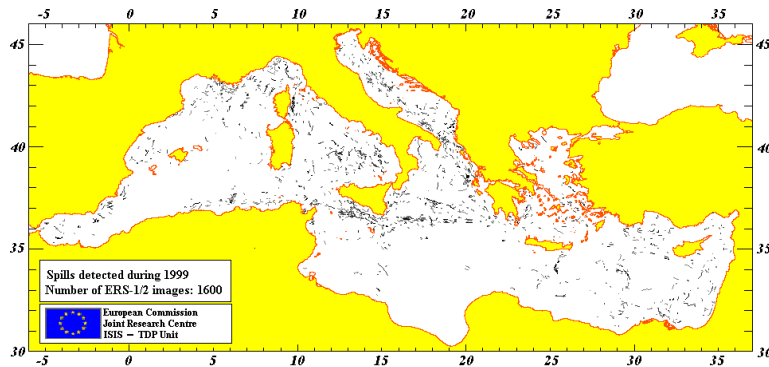 -5 0 5 10 15 20 25 30 35
45 45
40 40
35 35
30 30
Spills detected during 1999
Number of ERS-1/2 images: 1600
European Commission
Joint Research Centre
ISIS – TDP Unit
-5 0 5 10 15 20 25 30 35